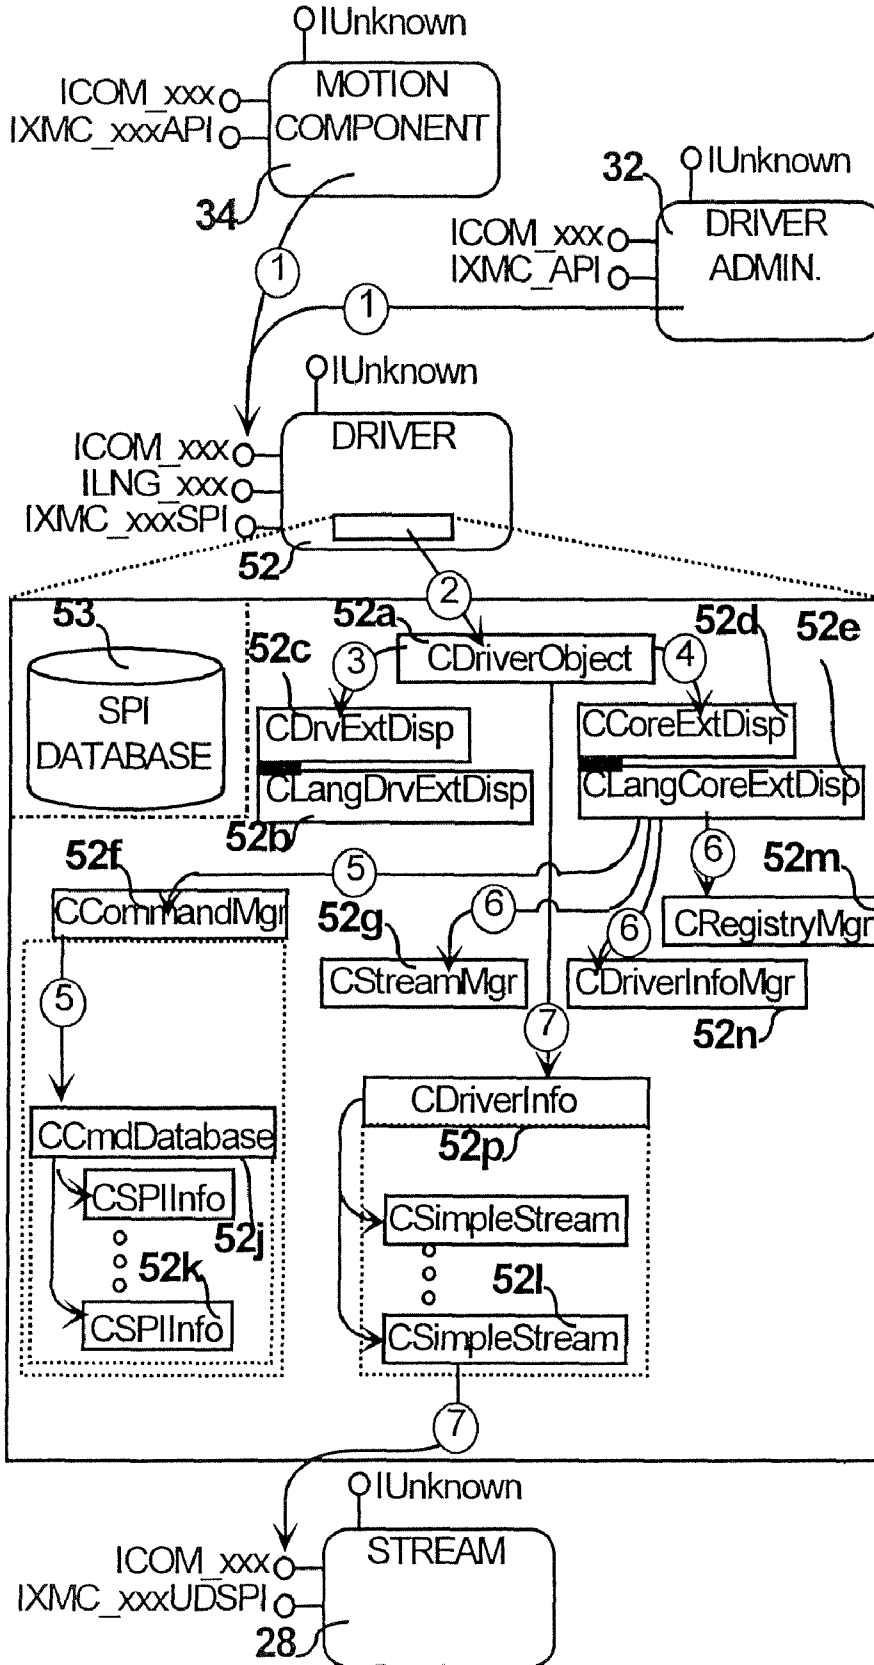 IUnknown
MOTION
COMPONENT
ICOM_xxx
IXMC_xxxAPI
34
IUnknown
32
DRIVER
ADMIN.
ICOM_xxx
IXMC_API
1
1
IUnknown
DRIVER
ICOM_xxx
ILNG_xxx
IXMC_xxxSPI
52
2
53
SPI
DATABASE
52a
52c
52d
52e
3
CDriverObject
4
CDrvExtDisp
CCoreExtDisp
CLangDrvExtDisp
CLangCoreExtDisp
52b
52f
5
6
52m
CCommandMgr
52g
6
6
CRegistryMgr
CStreamMgr
CDriverInfoMgr
5
7
52n
CCmdDatabase
CDriverInfo
52p
CSPIInfo
52j
CSimpleStream
52k
52l
CSPIInfo
CSimpleStream
7
IUnknown
STREAM
ICOM_xxx
IXMC_xxxUDSPI
28